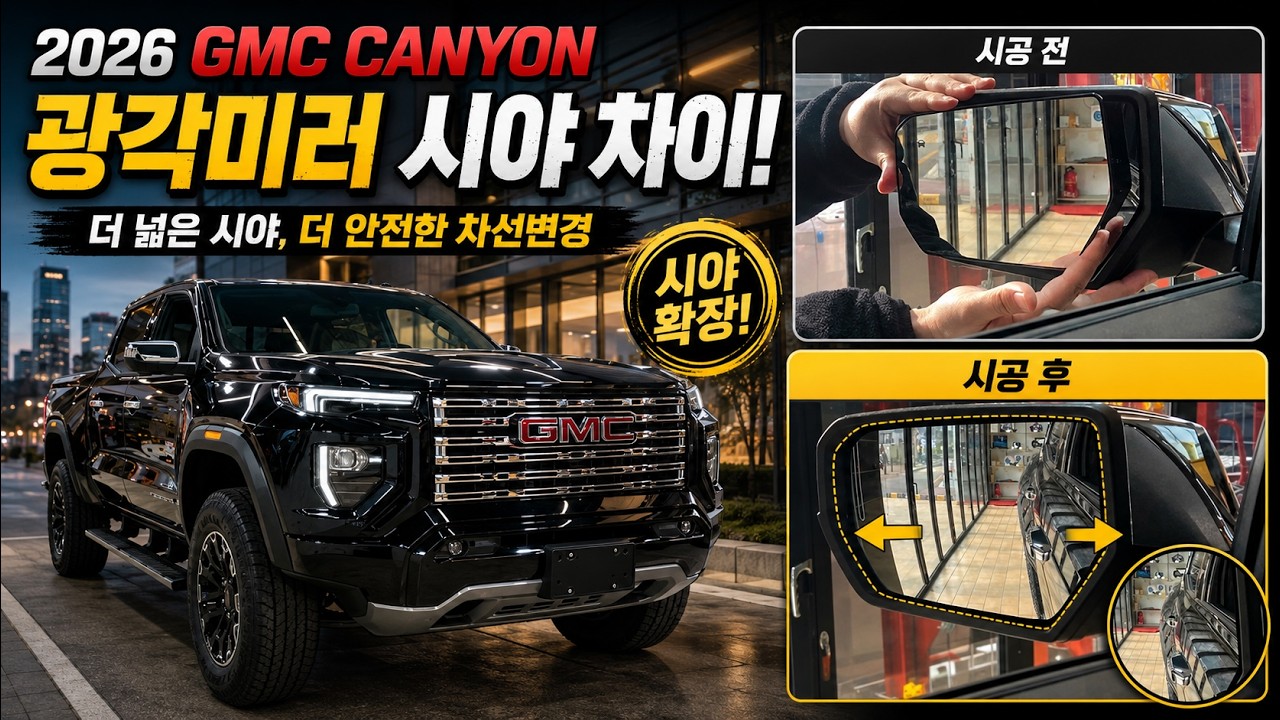 2026 GMC CANYON
광각미러 시야 차이!
더 넓은 시야, 더 안전한 차선변경
시야
확장!
GMC
시공 전
시공 후